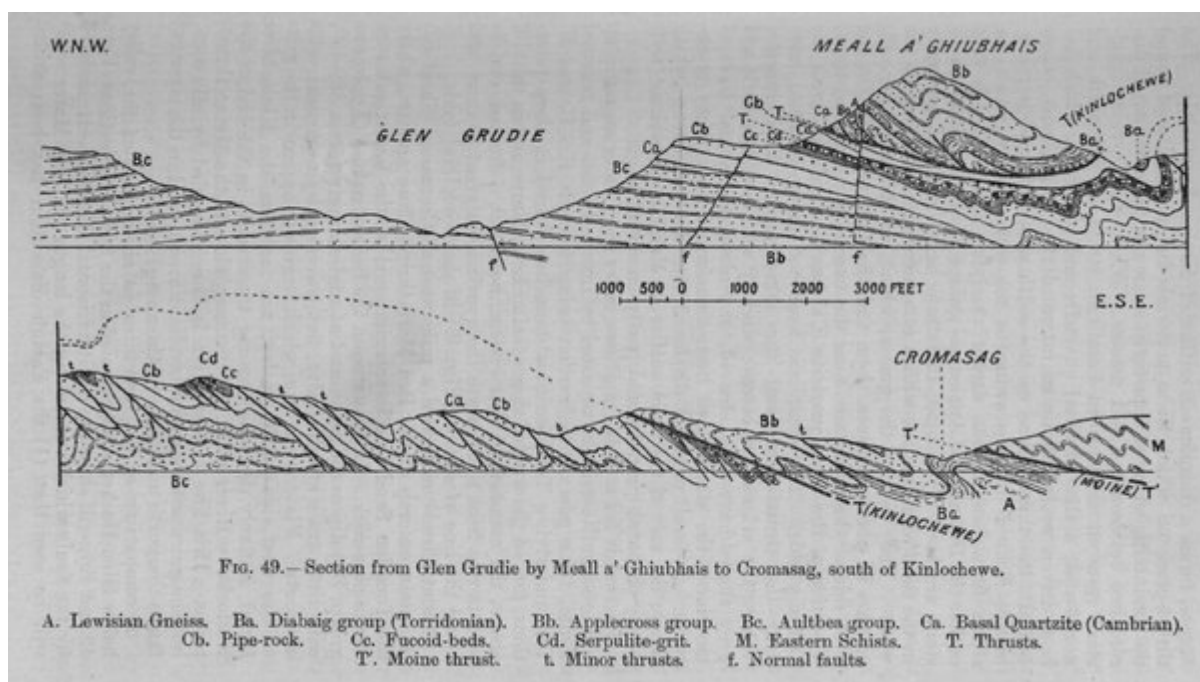 W.N.W.
MEALL A' GHIUBHAIS
GLEN GRUDIE
T(KINLOCHEWE)
Bb
Cb T T Ca Ba A
Cc Cd Cd
Ba Ba
Cb
Ca
Bc
Bc
f f Bb f
1000 500 0 1000 2000 3000 FEET
E.S.E.
CROMASAG
Cd
t t Cb Cc
t t
Ca Cb
t
Bb t
T'
M
(MOINE) T'
Bc
T(KINLOCHEWE)
Ba
A
FIG. 49.—Section from Glen Grudie by Meall a' Ghiubhais to Cromasag, south of Kinlochewe.
A. Lewisian Gneiss. Ba. Diabaig group (Torridonian). Bb. Applecross group. Bc. Aultbea group. Ca. Basal Quartzite (Cambrian).
Cb. Pipe-rock. Cc. Fucoid-beds. Cd. Serpulite-grit. M. Eastern Schists. T. Thrusts.
T'. Moine thrust. t. Minor thrusts. f. Normal faults.